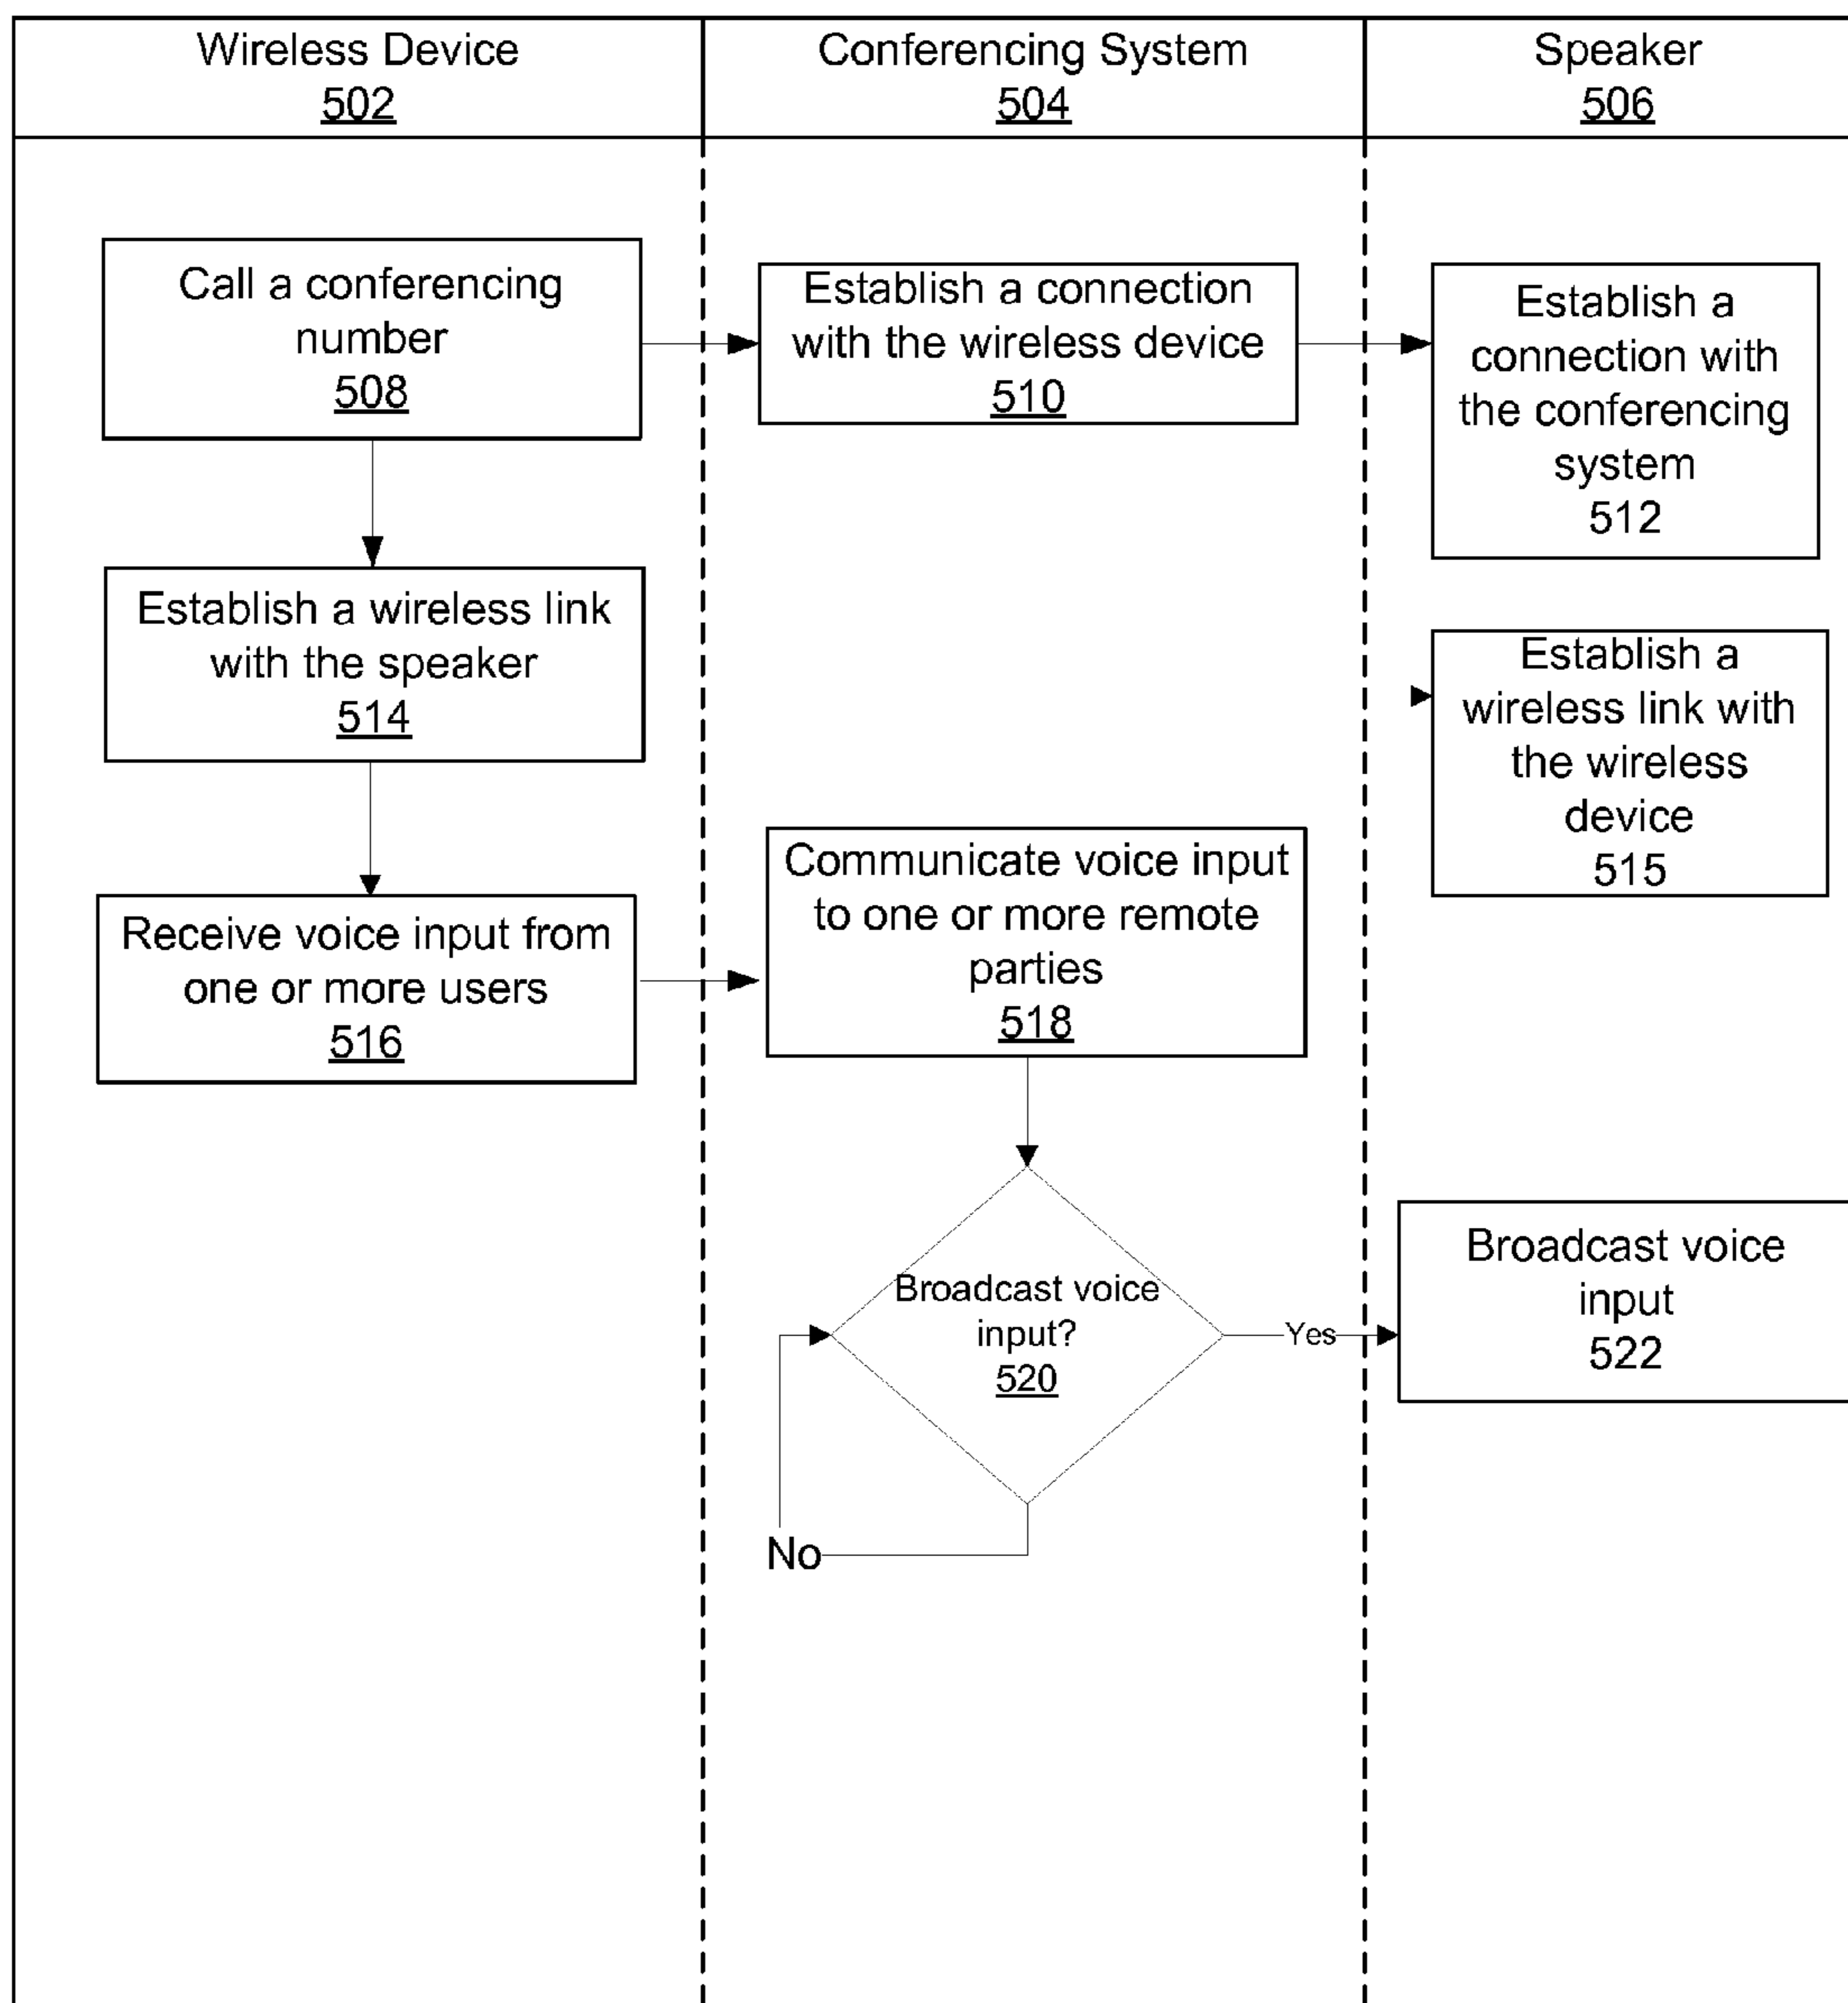 Wireless Device
502
Conferencing System
504
Speaker
506
Call a conferencing
number
508
Establish a connection
with the wireless device
510
Establish a
connection with
the conferencing
system
512
Establish a wireless link
with the speaker
514
Establish a
wireless link with
the wireless
device
515
Receive voice input from
one or more users
516
Communicate voice input
to one or more remote
parties
518
Broadcast voice
input?
520
Yes
No
Broadcast voice
input
522